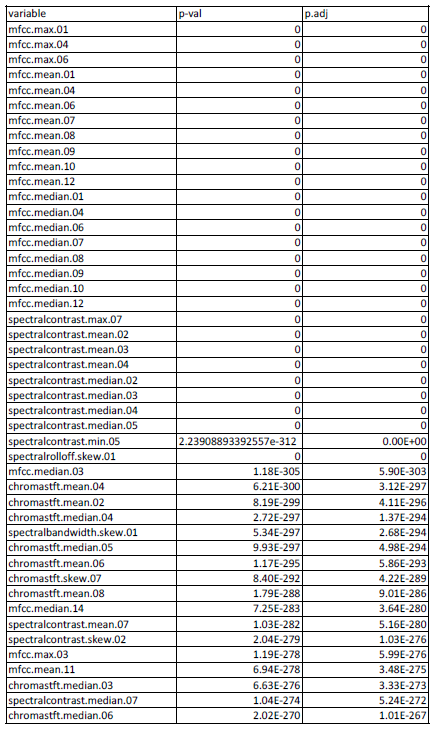 variable p-val p.adj
mfcc.max.01 0 0
mfcc.max.04 0 0
mfcc.max.06 0 0
mfcc.mean.01 0 0
mfcc.mean.04 0 0
mfcc.mean.06 0 0
mfcc.mean.07 0 0
mfcc.mean.08 0 0
mfcc.mean.09 0 0
mfcc.mean.10 0 0
mfcc.mean.12 0 0
mfcc.median.01 0 0
mfcc.median.04 0 0
mfcc.median.06 0 0
mfcc.median.07 0 0
mfcc.median.08 0 0
mfcc.median.09 0 0
mfcc.median.10 0 0
mfcc.median.12 0 0
spectralcontrast.max.07 0 0
spectralcontrast.mean.02 0 0
spectralcontrast.mean.03 0 0
spectralcontrast.mean.04 0 0
spectralcontrast.median.02 0 0
spectralcontrast.median.03 0 0
spectralcontrast.median.04 0 0
spectralcontrast.median.05 0 0
spectralcontrast.min.05 2.23908893392557e-312 0.00E+00
spectralrolloff.skew.01 0 0
mfcc.median.03 1.18E-305 5.90E-303
chromastft.mean.04 6.21E-300 3.12E-297
chromastft.mean.02 8.19E-299 4.11E-296
chromastft.median.04 2.72E-297 1.37E-294
spectralbandwidth.skew.01 5.34E-297 2.68E-294
chromastft.median.05 9.93E-297 4.98E-294
chromastft.mean.06 1.17E-295 5.86E-293
chromastft.skew.07 8.40E-292 4.22E-289
chromastft.mean.08 1.79E-288 9.01E-286
mfcc.median.14 7.25E-283 3.64E-280
spectralcontrast.mean.07 1.03E-282 5.16E-280
spectralcontrast.skew.02 2.04E-279 1.03E-276
mfcc.max.03 1.19E-278 5.99E-276
mfcc.mean.11 6.94E-278 3.48E-275
chromastft.median.03 6.63E-276 3.33E-273
spectralcontrast.median.07 1.04E-274 5.24E-272
chromastft.median.06 2.02E-270 1.01E-267